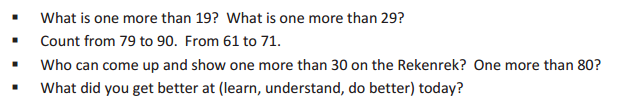 ▪ What is one more than 19?  What is one more than 29?
▪ Count from 79 to 90.  From 61 to 71.
▪ Who can come up and show one more than 30 on the Rekenrek?  One more than 80?
▪ What did you get better at (learn, understand, do better) today?